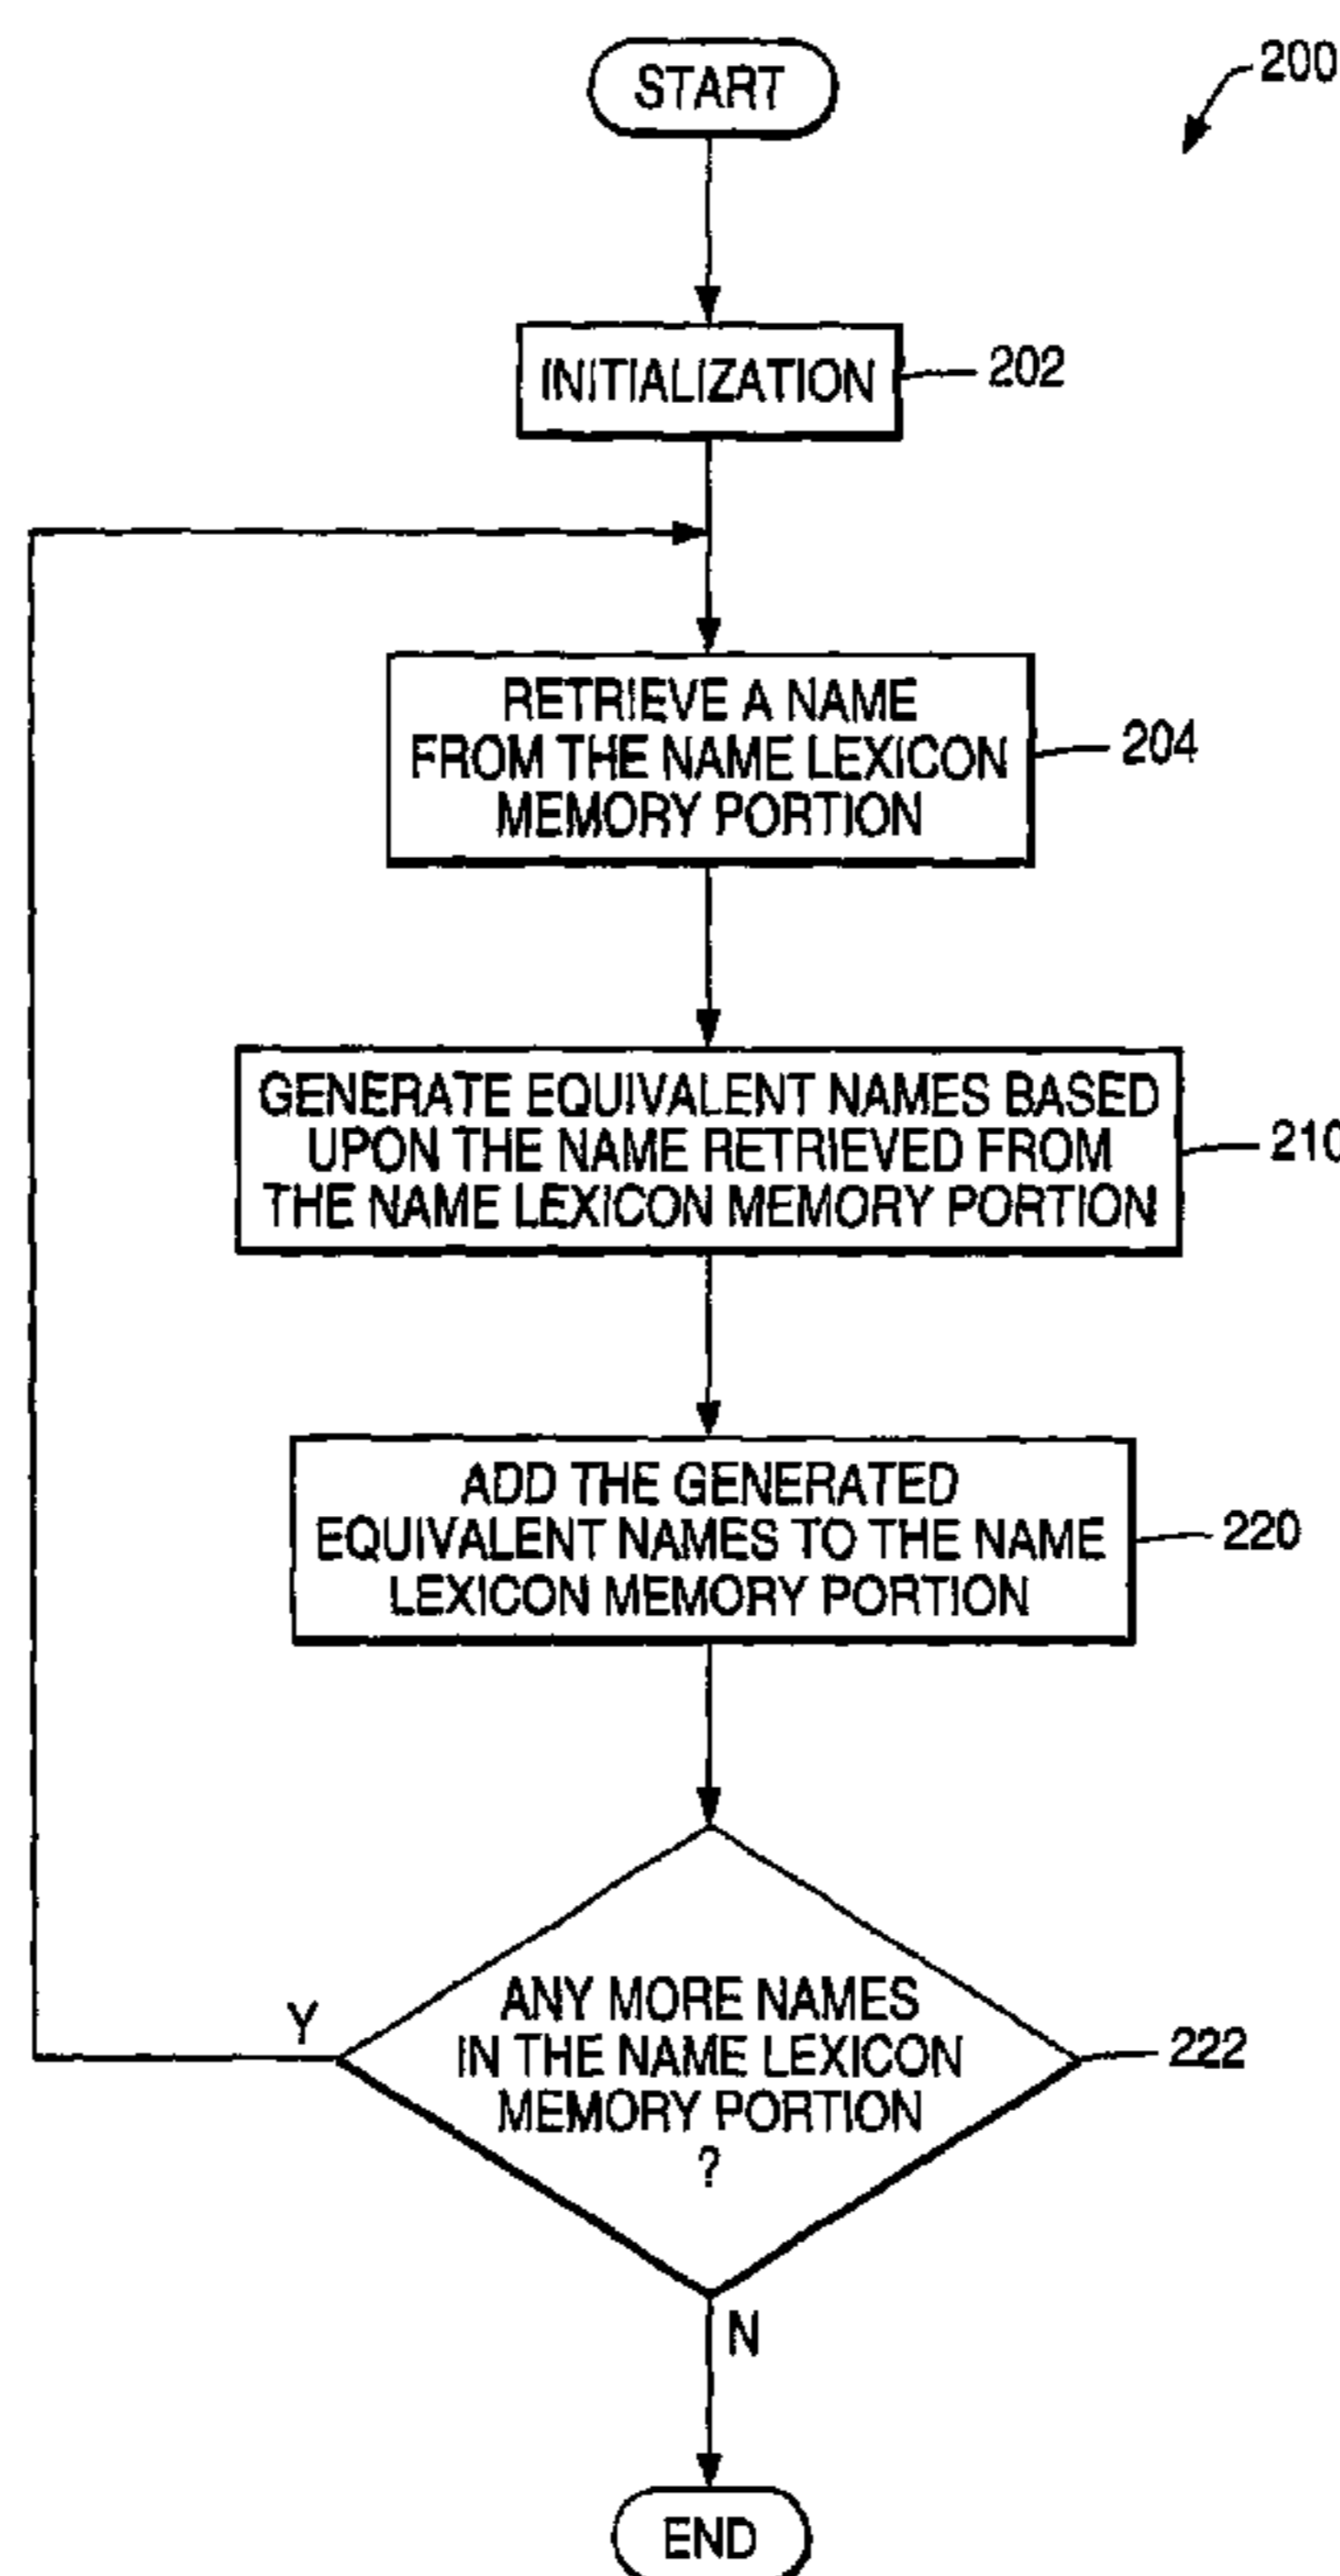 START
200
INITIALIZATION
202
RETRIEVE A NAME
FROM THE NAME LEXICON
MEMORY PORTION
204
GENERATE EQUIVALENT NAMES BASED
UPON THE NAME RETRIEVED FROM
THE NAME LEXICON MEMORY PORTION
210
ADD THE GENERATED
EQUIVALENT NAMES TO THE NAME
LEXICON MEMORY PORTION
220
ANY MORE NAMES
IN THE NAME LEXICON
MEMORY PORTION
?
222
Y
N
END